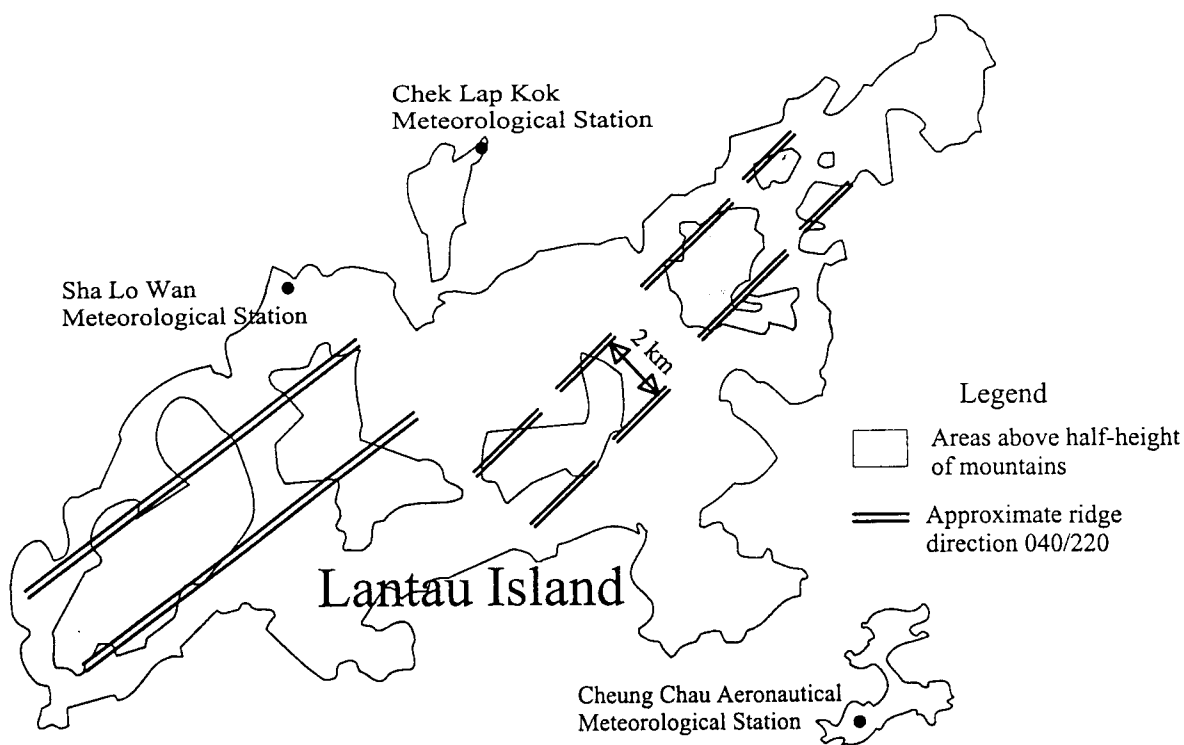 Chek Lap Kok
Meteorological Station
Sha Lo Wan
Meteorological Station
2 km
Legend
Areas above half-height
of mountains
Approximate ridge
direction 040/220
Lantau Island
Cheung Chau Aeronautical
Meteorological Station